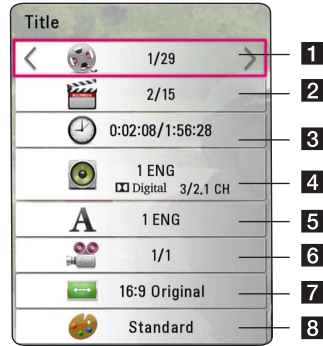 Title
1/29 1
2/15 2
0:02:08/1:56:28 3
1 ENG
Digital 3/2.1 CH 4
A 1 ENG 5
1/1 6
16:9 Original 7
Standard 8